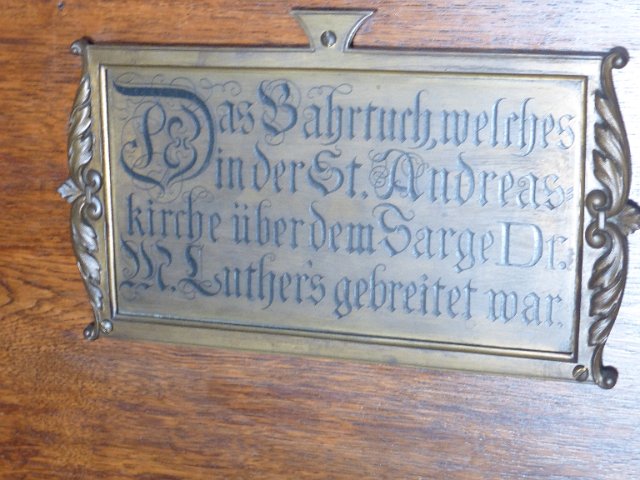 Das Bahrtuch, welches
in der St. Andreas-
kirche über dem Sarge Dr.
M. Luther's gebreitet war.